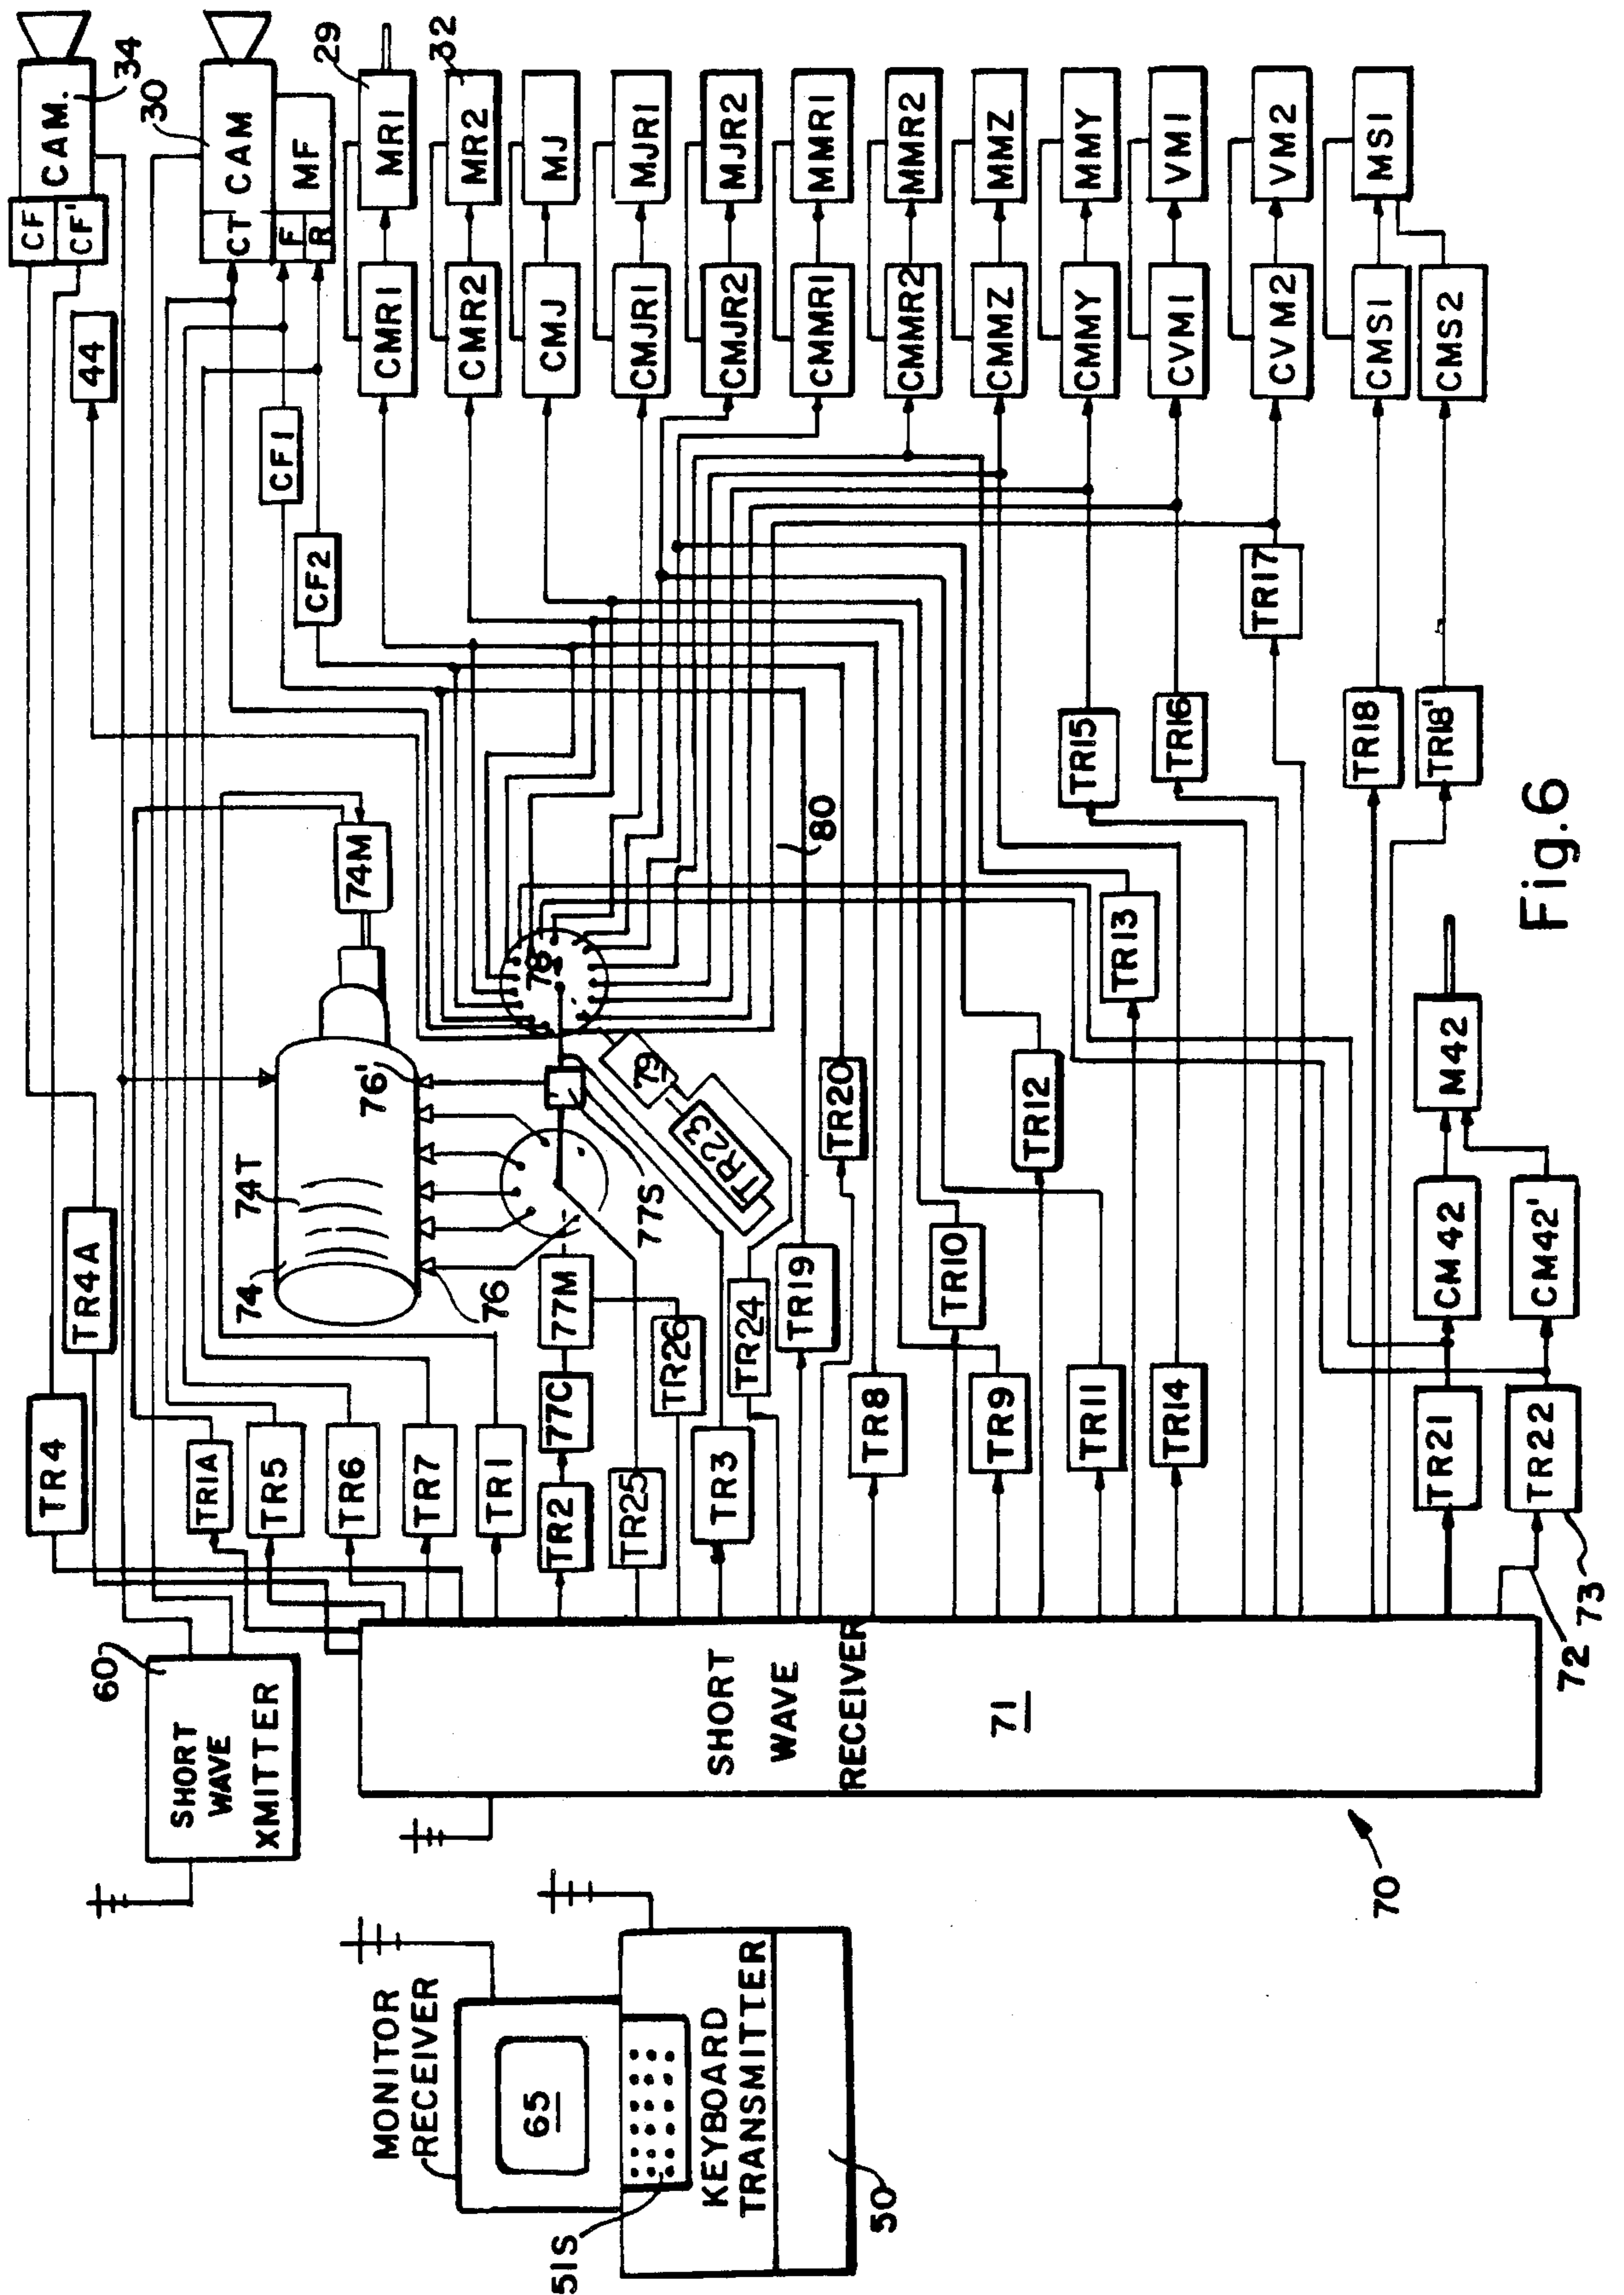 CF
CF'
CAM.
34
44
30
CT
CAM
F
R
MF
CF1
CF2
29
CMR1
MR1
32
CMR2
MR2
CMJ
MJ
CMJR1
MJR1
CMJR2
MJR2
CMMR1
MMR1
CMMR2
MMR2
CMMZ
MMZ
CMMY
MMY
CVM1
VM1
CVM2
VM2
CMS1
MS1
CMS2
TR4
TR4A
74
74T
74M
76
76'
TR1A
TR5
TR6
TR7
TR1
TR2
77C
77M
77S
78
79
TR23
TR25
TR26
TR3
TR24
TR19
80
TR20
TR8
TR10
TR9
TR12
TR11
TR13
TR14
TR15
TR16
TR17
TR18
TR18'
TR21
CM42
M42
TR22
CM42'
72
73
60
SHORT
WAVE
XMITTER
SHORT
WAVE
RECEIVER
71
70
MONITOR
RECEIVER
65
51S
KEYBOARD
TRANSMITTER
50
Fig.6